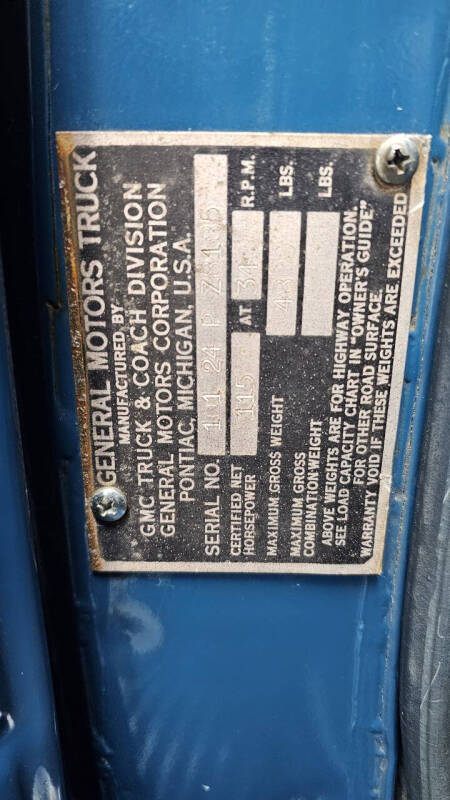 GENERAL MOTORS TRUCK
MANUFACTURED BY
GMC TRUCK & COACH DIVISION
GENERAL MOTORS CORPORATION
PONTIAC, MICHIGAN, U.S.A.
SERIAL NO. 101 24 P Z
CERTIFIED NET HORSEPOWER 115 AT R.P.M.
MAXIMUM GROSS WEIGHT LBS.
MAXIMUM GROSS COMBINATION WEIGHT LBS.
ABOVE WEIGHTS ARE FOR HIGHWAY OPERATION.
SEE LOAD CAPACITY CHART IN "OWNER'S GUIDE"
FOR OTHER ROAD SURFACE.
WARRANTY VOID IF THESE WEIGHTS ARE EXCEEDED